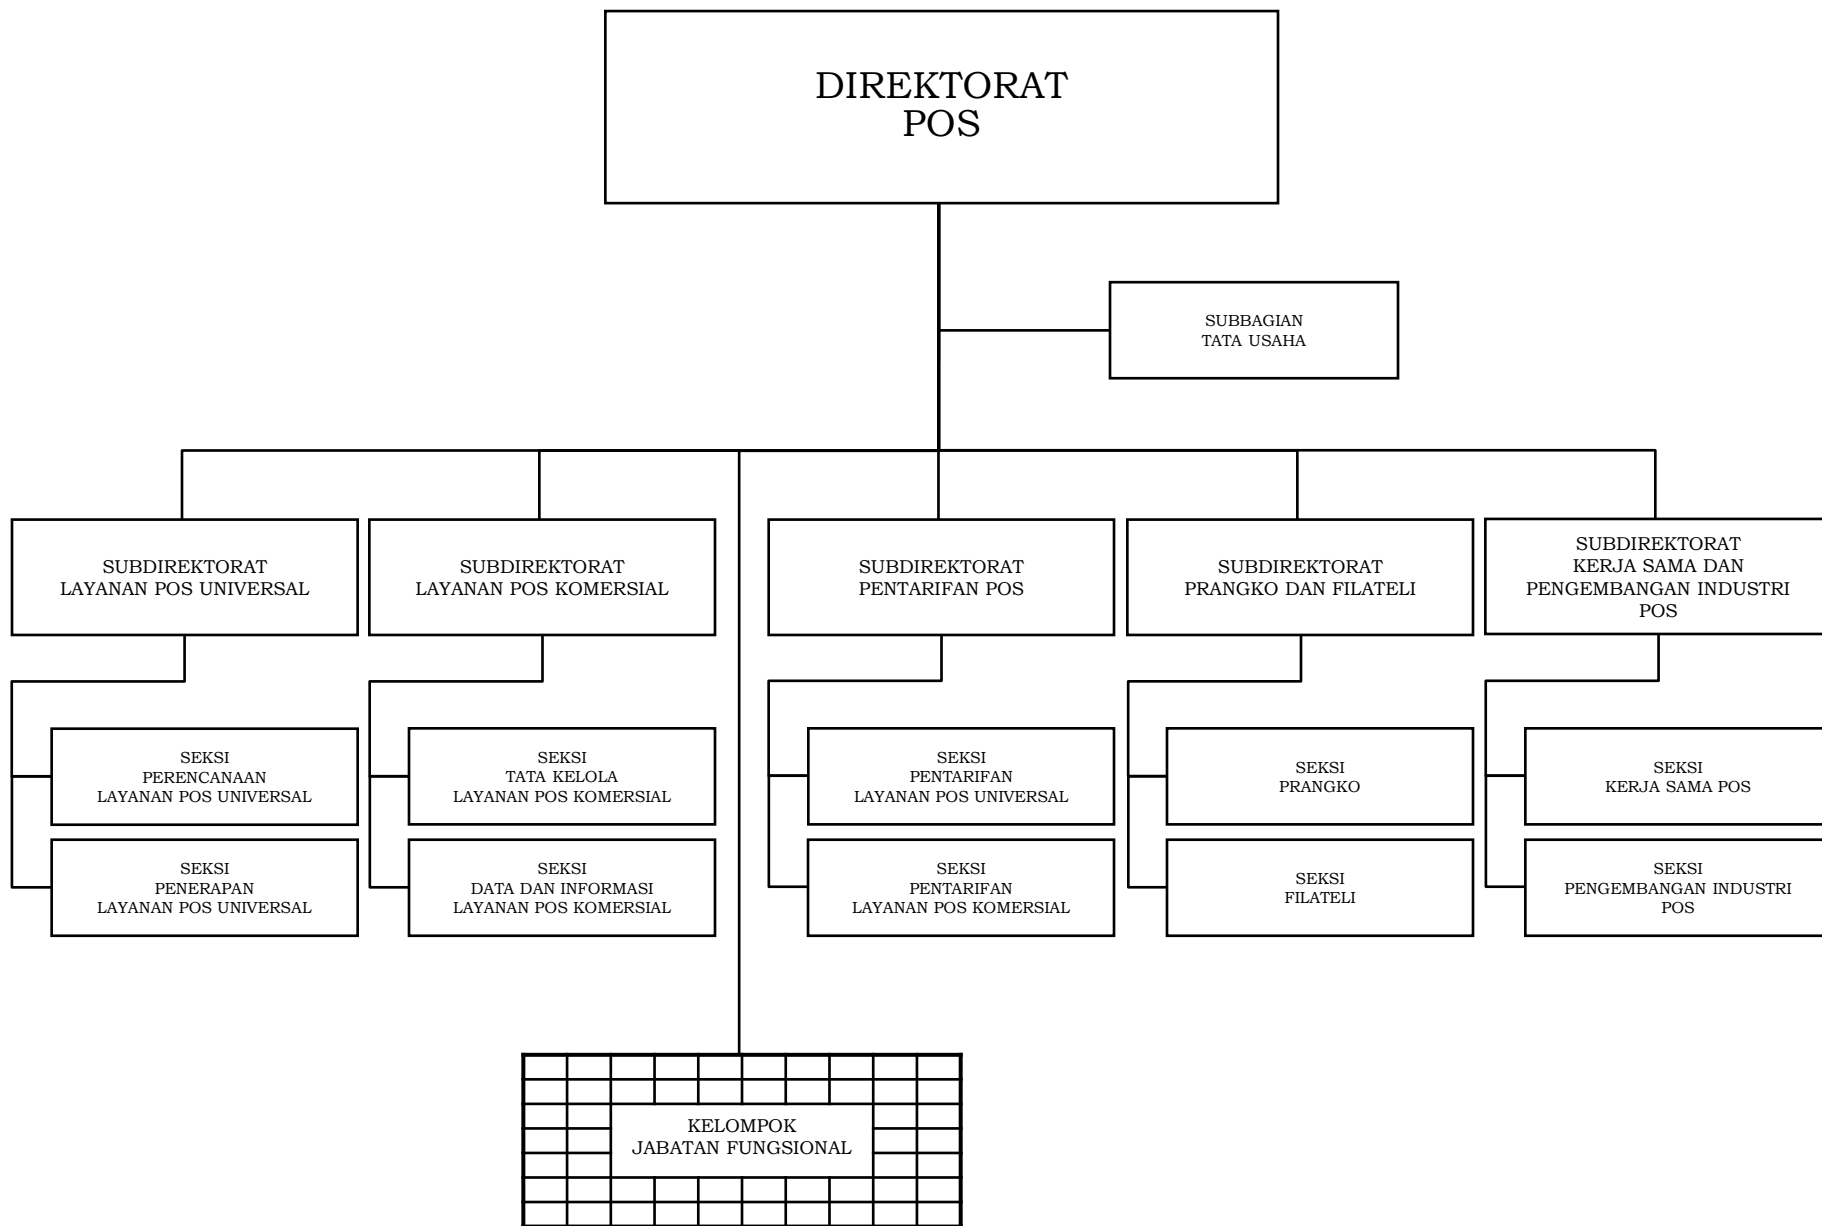 DIREKTORAT
POS
SUBBAGIAN
TATA USAHA
SUBDIREKTORAT
LAYANAN POS UNIVERSAL
SUBDIREKTORAT
LAYANAN POS KOMERSIAL
SUBDIREKTORAT
PENTARIFAN POS
SUBDIREKTORAT
PRANGKO DAN FILATELI
SUBDIREKTORAT
KERJA SAMA DAN
PENGEMBANGAN INDUSTRI
POS
SEKSI
PERENCANAAN
LAYANAN POS UNIVERSAL
SEKSI
TATA KELOLA
LAYANAN POS KOMERSIAL
SEKSI
PENTARIFAN
LAYANAN POS UNIVERSAL
SEKSI
PRANGKO
SEKSI
KERJA SAMA POS
SEKSI
PENERAPAN
LAYANAN POS UNIVERSAL
SEKSI
DATA DAN INFORMASI
LAYANAN POS KOMERSIAL
SEKSI
PENTARIFAN
LAYANAN POS KOMERSIAL
SEKSI
FILATELI
SEKSI
PENGEMBANGAN INDUSTRI
POS
KELOMPOK
JABATAN FUNGSIONAL